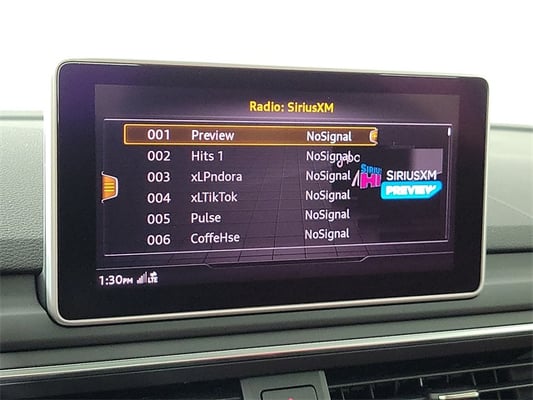 Radio: SiriusXM
001 Preview NoSignal
002 Hits 1 NoSignal
003 xLPndora NoSignal
004 xLTikTok NoSignal
005 Pulse NoSignal
006 CoffeHse NoSignal
SIRIUSXM
PREVIEW
1:30PM LTE